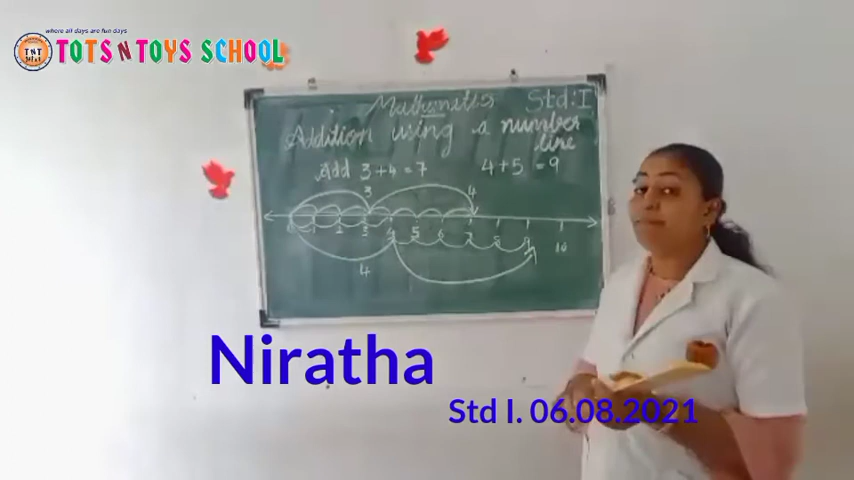 where all days are fun days
TNT
TOTS N TOYS SCHOOL
Mathematics Std:I
Addition using a number
line
Add 3+4=7 4+5=9
3 4
0 1 2 3 4 5 6 7 8 9 10
4
Niratha
Std I. 06.08.2021